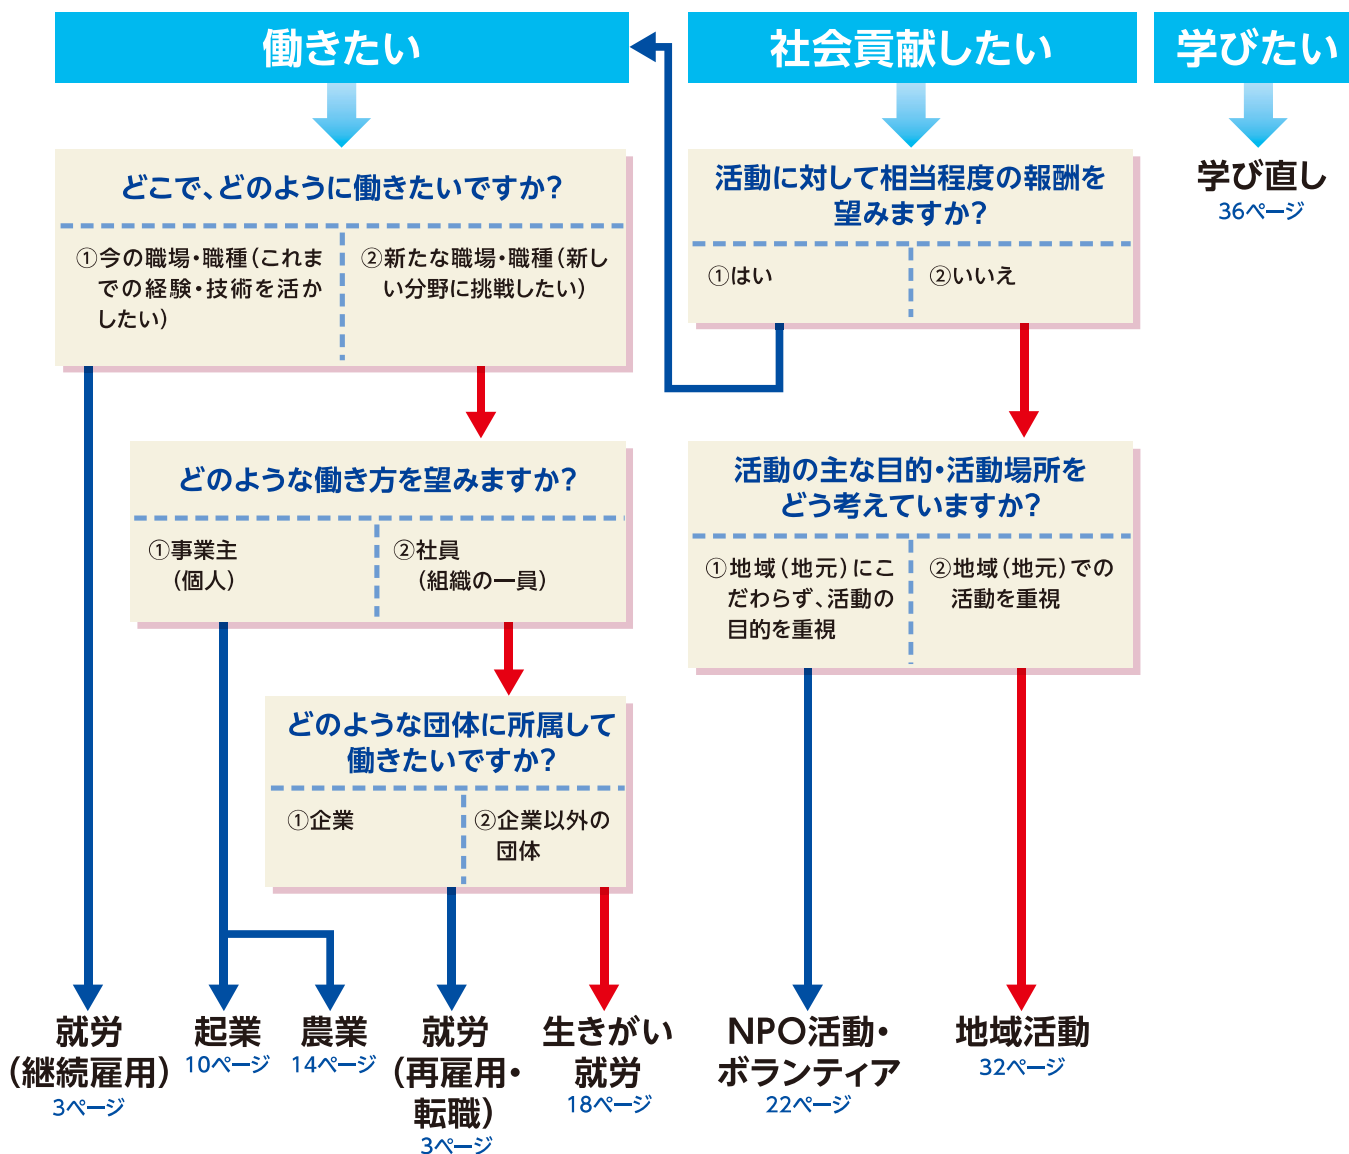 働きたい
社会貢献したい
学びたい
どこで、どのように働きたいですか?
①今の職場・職種(これま
での経験・技術を活か
したい)
②新たな職場・職種(新し
い分野に挑戦したい)
活動に対して相当程度の報酬を
望みますか?
①はい
②いいえ
学び直し
36ページ
どのような働き方を望みますか?
①事業主
(個人)
②社員
(組織の一員)
活動の主な目的・活動場所を
どう考えていますか?
①地域(地元)にこ
だわらず、活動の
目的を重視
②地域(地元)での
活動を重視
どのような団体に所属して
働きたいですか?
①企業
②企業以外の
団体
就労
(継続雇用)
3ページ
起業
10ページ
農業
14ページ
就労
(再雇用・
転職)
3ページ
生きがい
就労
18ページ
NPO活動・
ボランティア
22ページ
地域活動
32ページ